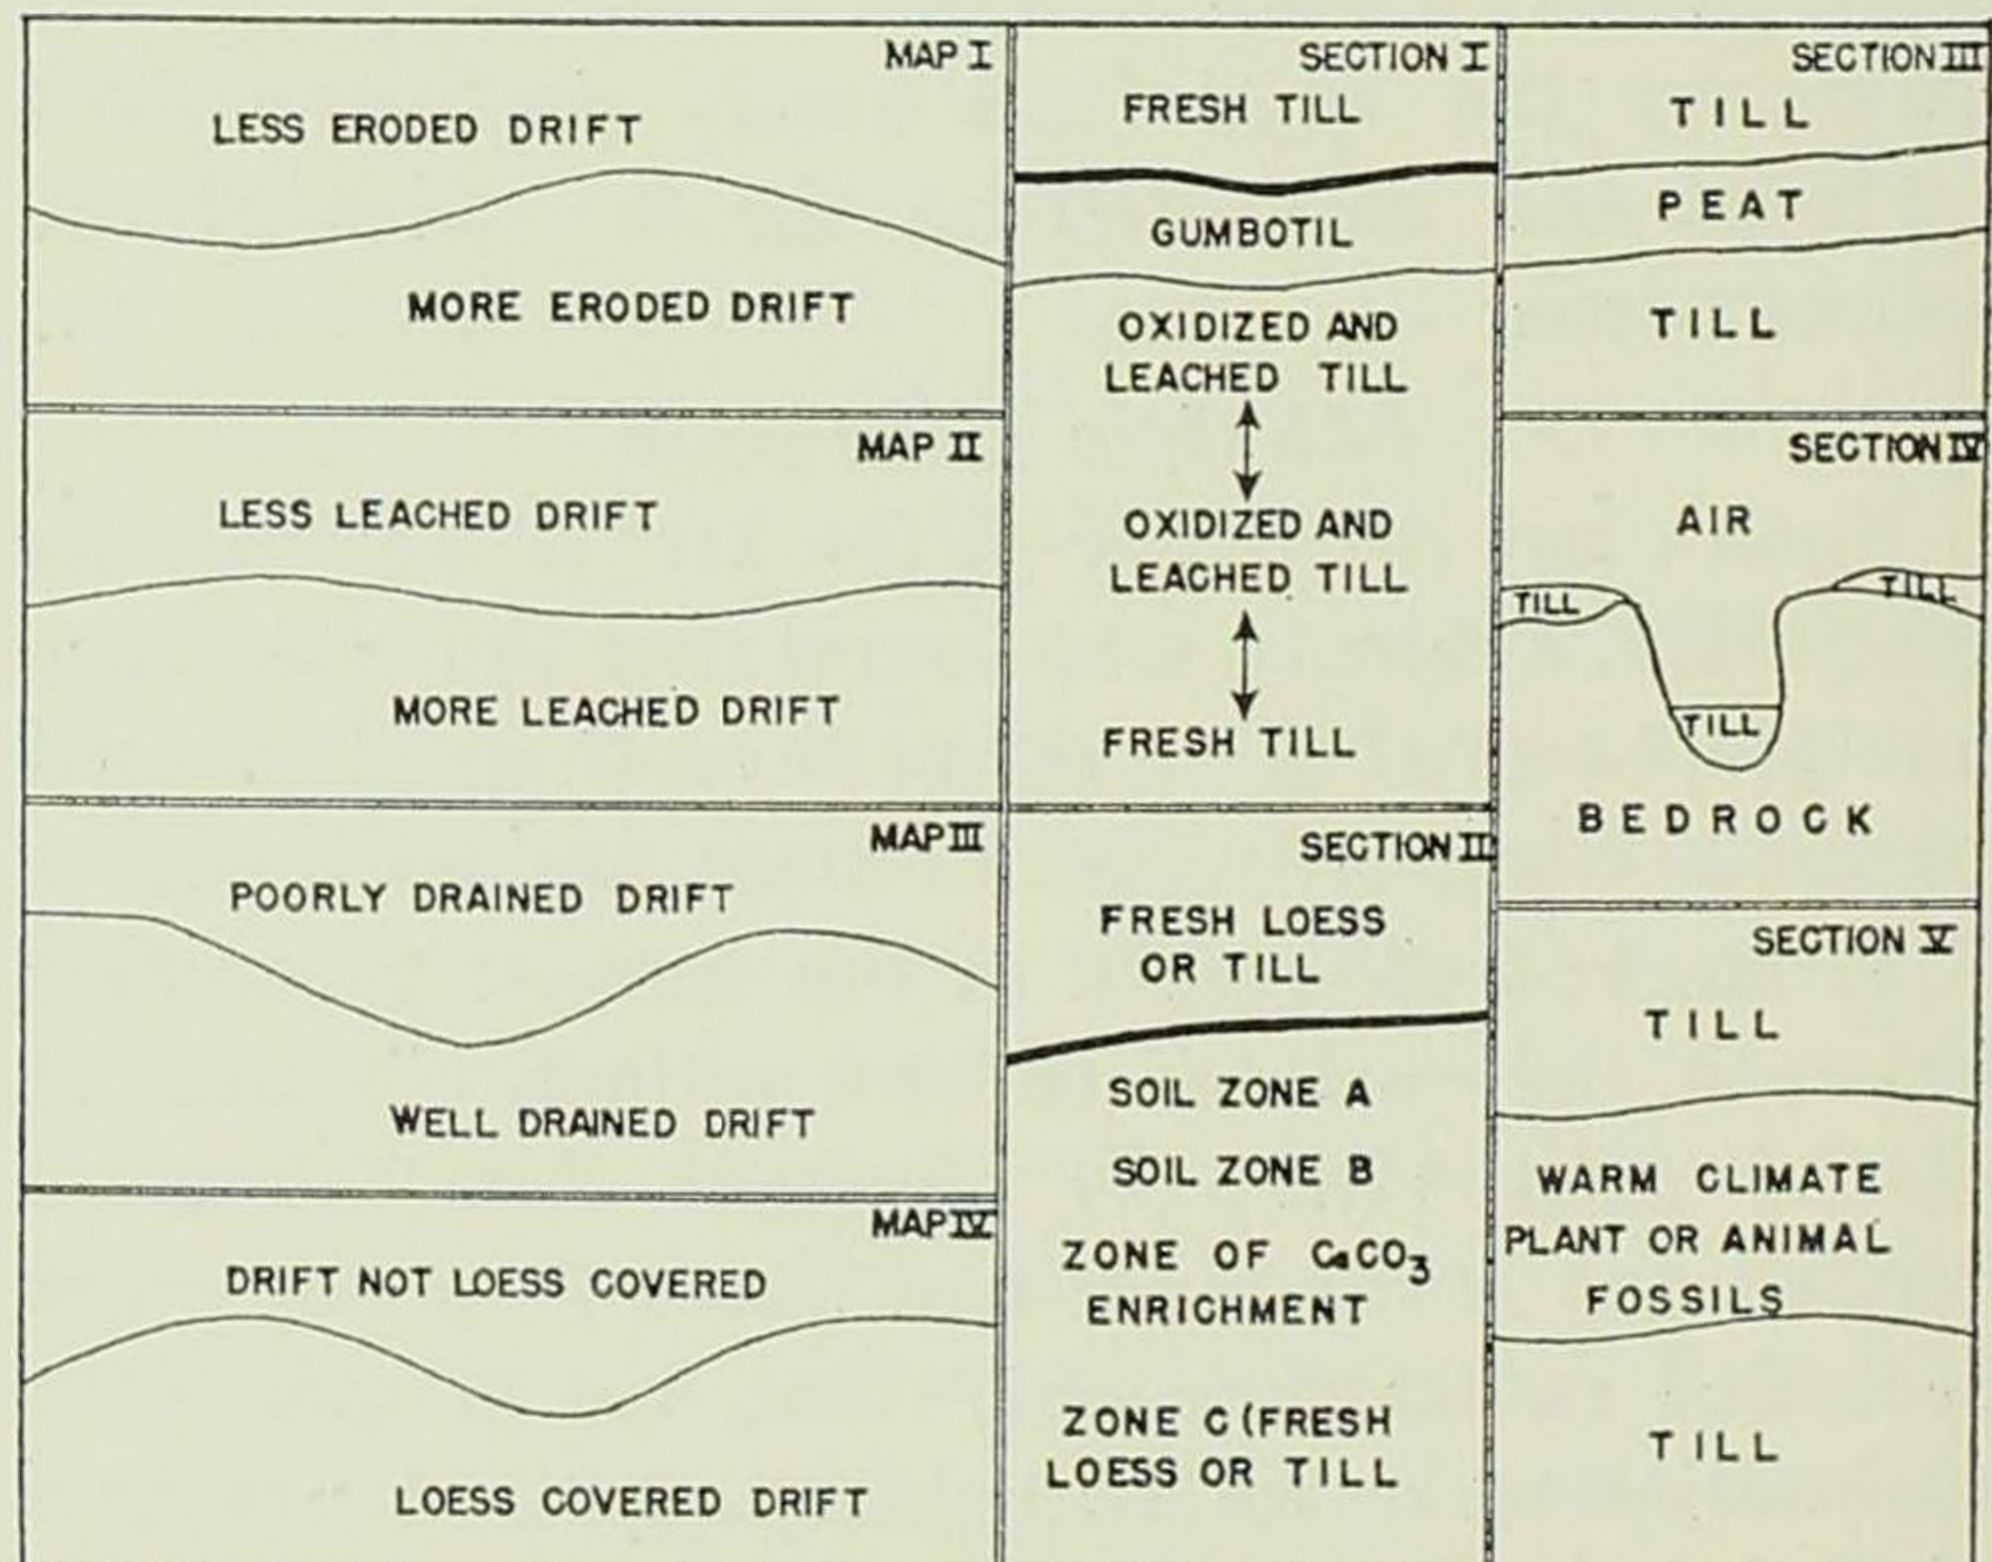 MAP I
LESS ERODED DRIFT
MORE ERODED DRIFT
MAP II
LESS LEACHED DRIFT
MORE LEACHED DRIFT
MAP III
POORLY DRAINED DRIFT
WELL DRAINED DRIFT
MAP IV
DRIFT NOT LOESS COVERED
LOESS COVERED DRIFT
SECTION I
FRESH TILL
GUMBOTIL
OXIDIZED AND
LEACHED TILL
OXIDIZED AND
LEACHED TILL
FRESH TILL
SECTION II
FRESH LOESS
OR TILL
SOIL ZONE A
SOIL ZONE B
ZONE OF CaCO3
ENRICHMENT
ZONE C (FRESH
LOESS OR TILL
SECTION III
TILL
PEAT
TILL
SECTION IV
AIR
TILL
TILL
TILL
BEDROCK
SECTION V
TILL
WARM CLIMATE
PLANT OR ANIMAL
FOSSILS
TILL